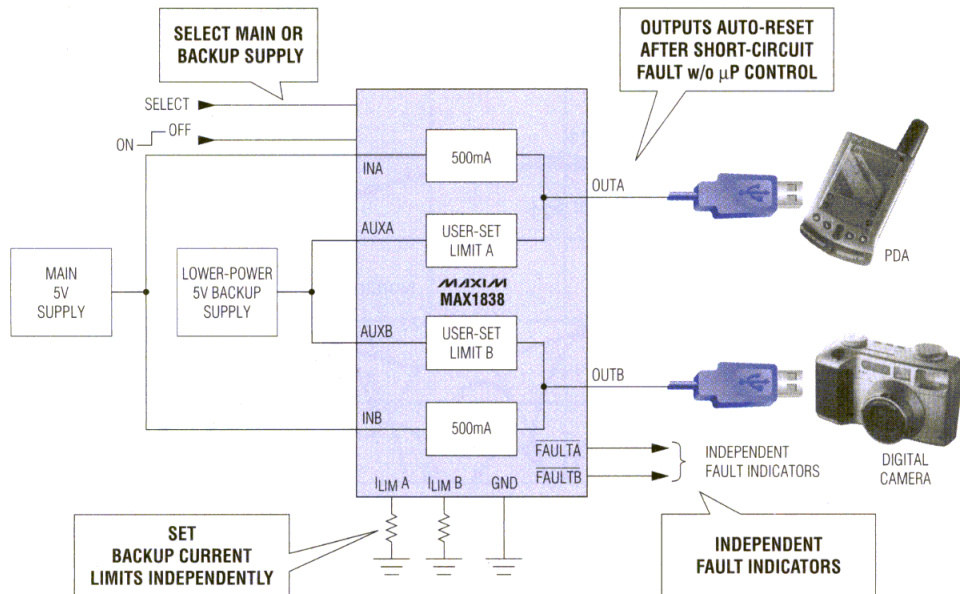 SELECT MAIN OR
BACKUP SUPPLY
OUTPUTS AUTO-RESET
AFTER SHORT-CIRCUIT
FAULT w/o μP CONTROL
SELECT
ON OFF
INA
500mA
OUTA
PDA
AUXA
USER-SET
LIMIT A
MAIN
5V
SUPPLY
LOWER-POWER
5V BACKUP
SUPPLY
MAXIM
MAX1838
AUXB
USER-SET
LIMIT B
OUTB
INB
500mA
FAULTA
FAULTB
INDEPENDENT
FAULT INDICATORS
DIGITAL
CAMERA
ILIM A
ILIM B
GND
SET
BACKUP CURRENT
LIMITS INDEPENDENTLY
INDEPENDENT
FAULT INDICATORS